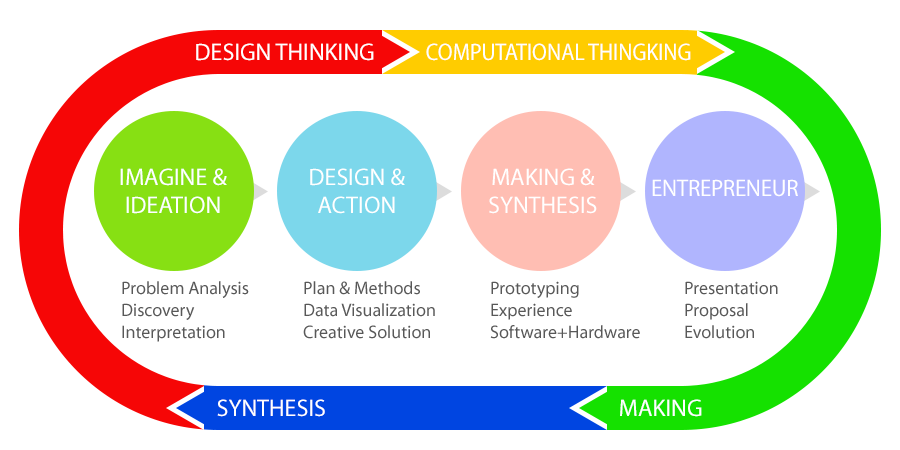 DESIGN THINKING
COMPUTATIONAL THINGKING
IMAGINE &
IDEATION
Problem Analysis
Discovery
Interpretation
DESIGN &
ACTION
Plan & Methods
Data Visualization
Creative Solution
MAKING &
SYNTHESIS
Prototyping
Experience
Software+Hardware
ENTREPRENEUR
Presentation
Proposal
Evolution
SYNTHESIS
MAKING